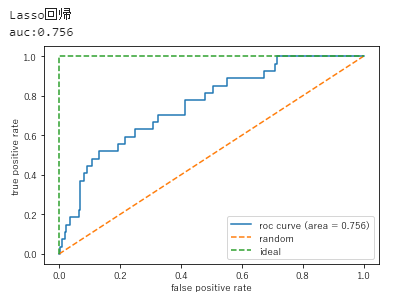 Lasso回帰
auc:0.756
1.0
0.8
0.6
0.4
0.2
0.0
true positive rate
roc curve (area = 0.756)
random
ideal
0.0 0.2 0.4 0.6 0.8 1.0
false positive rate